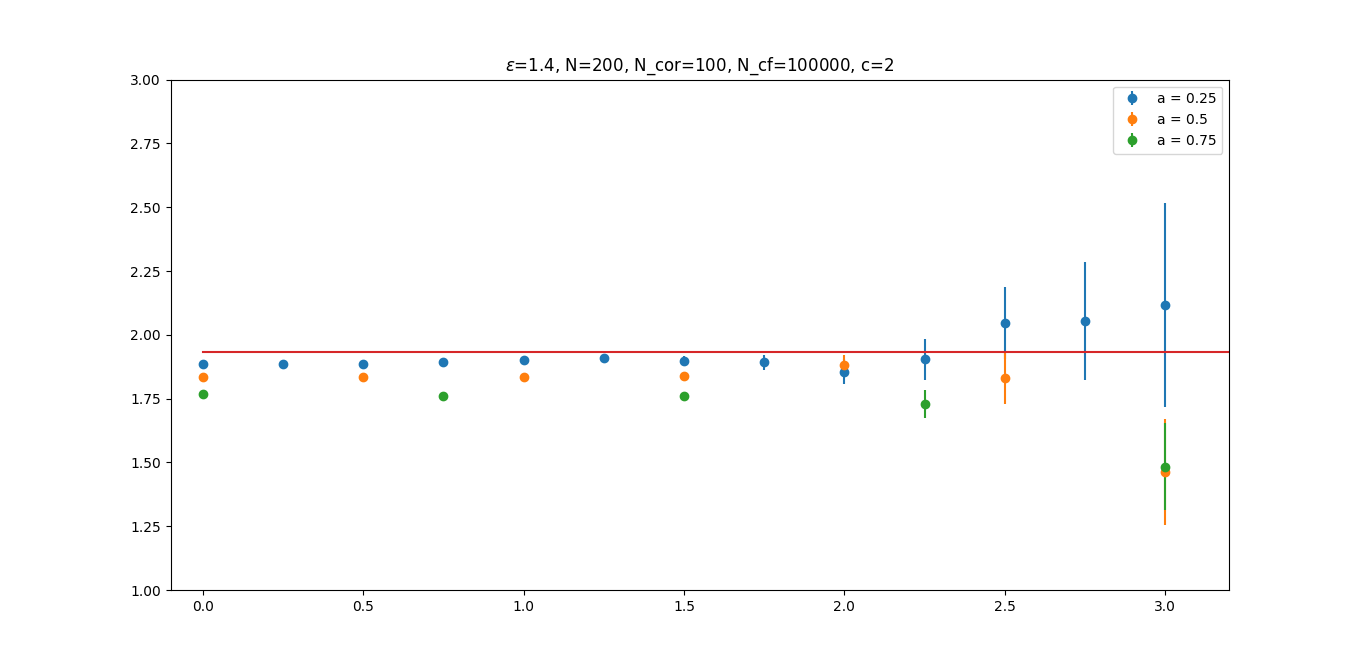 ε=1.4, N=200, N_cor=100, N_cf=100000, c=2
3.00
2.75
2.50
2.25
2.00
1.75
1.50
1.25
1.00
0.0 0.5 1.0 1.5 2.0 2.5 3.0
a = 0.25
a = 0.5
a = 0.75